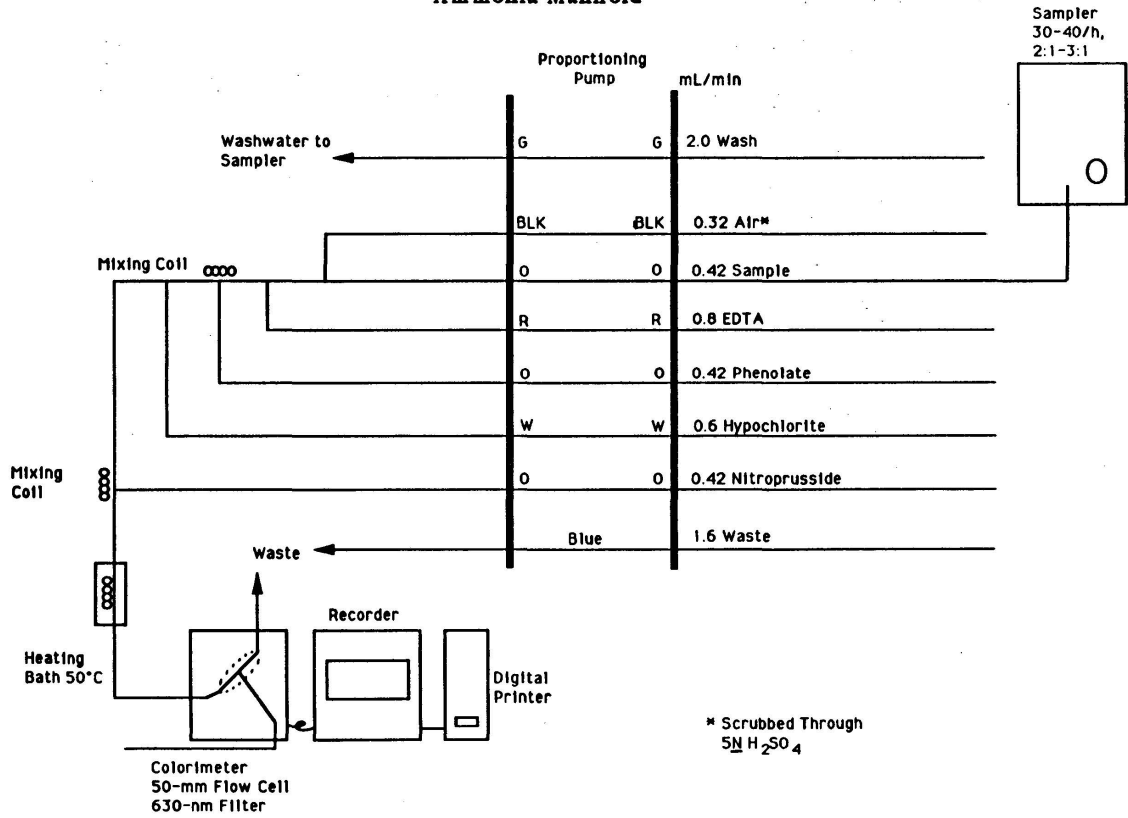 Ammonia Manifold
Sampler
30-40/h,
2:1-3:1
Proportioning
Pump
mL/min
Washwater to
Sampler
G G 2.0 Wash
BLK BLK 0.32 Air*
Mixing Coil
O O 0.42 Sample
R R 0.8 EDTA
O O 0.42 Phenolate
W W 0.6 Hypochlorite
Mixing
Coil
O O 0.42 Nitroprusside
Blue 1.6 Waste
Waste
Recorder
Heating
Bath 50°C
Digital
Printer
* Scrubbed Through
5N H2SO4
Colorimeter
50-mm Flow Cell
630-nm Filter